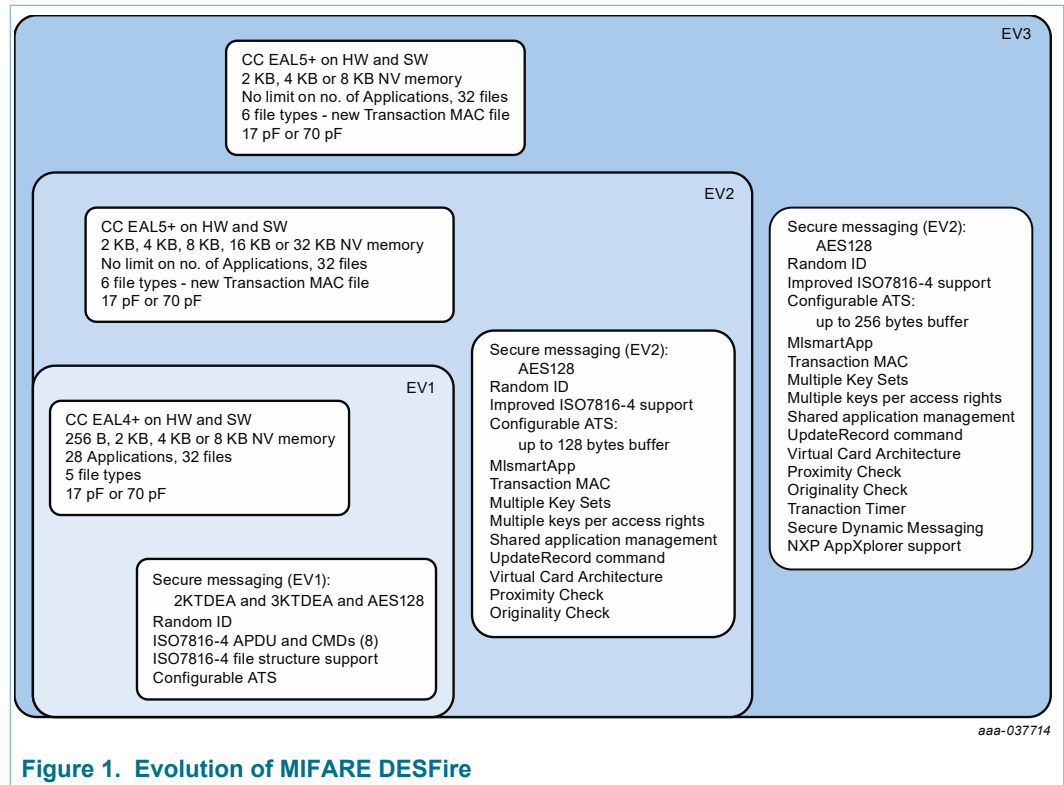 EV3
CC EAL5+ on HW and SW
2 KB, 4 KB or 8 KB NV memory
No limit on no. of Applications, 32 files
6 file types - new Transaction MAC file
17 pF or 70 pF
EV2
CC EAL5+ on HW and SW
2 KB, 4 KB, 8 KB, 16 KB or 32 KB NV memory
No limit on no. of Applications, 32 files
6 file types - new Transaction MAC file
17 pF or 70 pF
Secure messaging (EV2):
AES128
Random ID
Improved ISO7816-4 support
Configurable ATS:
up to 256 bytes buffer
MIsmartApp
Transaction MAC
Multiple Key Sets
Multiple keys per access rights
Shared application management
UpdateRecord command
Virtual Card Architecture
Proximity Check
Originality Check
Tranaction Timer
Secure Dynamic Messaging
NXP AppXplorer support
Secure messaging (EV2):
AES128
Random ID
Improved ISO7816-4 support
Configurable ATS:
up to 128 bytes buffer
MIsmartApp
Transaction MAC
Multiple Key Sets
Multiple keys per access rights
Shared application management
UpdateRecord command
Virtual Card Architecture
Proximity Check
Originality Check
EV1
CC EAL4+ on HW and SW
256 B, 2 KB, 4 KB or 8 KB NV memory
28 Applications, 32 files
5 file types
17 pF or 70 pF
Secure messaging (EV1):
2KTDEA and 3KTDEA and AES128
Random ID
ISO7816-4 APDU and CMDs (8)
ISO7816-4 file structure support
Configurable ATS
aaa-037714
Figure 1. Evolution of MIFARE DESFire